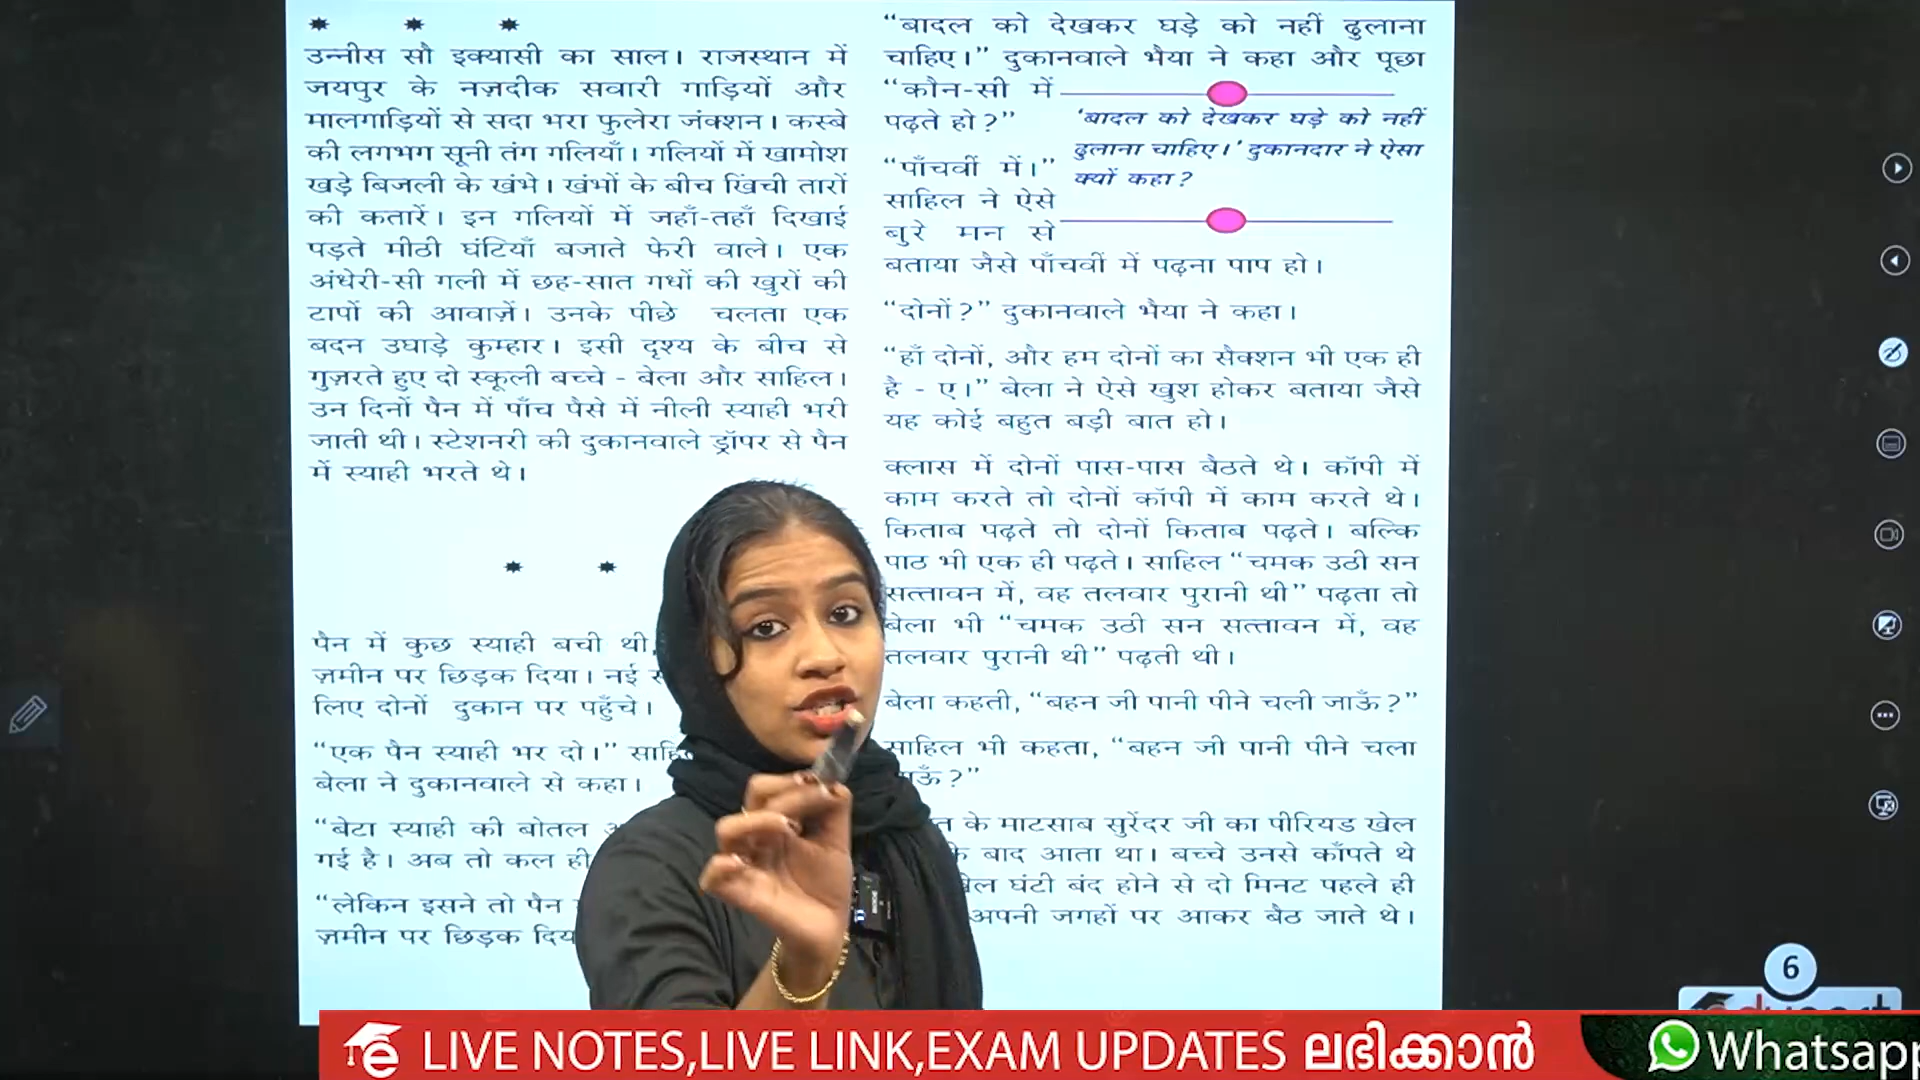 उन्नीस सौ इक्यासी का साल। राजस्थान में
जयपुर के नज़दीक सवारी गाड़ियों और
मालगाड़ियों से सदा भरा फुलेरा जंक्शन। कस्बे
की लगभग सूनी तंग गलियाँ। गलियों में खामोश
खड़े बिजली के खंभे। खंभों के बीच खिंची तारों
की कतारें। इन गलियों में जहाँ-तहाँ दिखाई
पड़ते मीठी घंटियाँ बजाते फेरी वाले। एक
अंधेरी-सी गली में छह-सात गधों की खुरों की
टापों की आवाज़ें। उनके पीछे चलता एक
बदन उघाड़े कुम्हार। इसी दृश्य के बीच से
गुज़रते हुए दो स्कूली बच्चे - बेला और साहिल।
उन दिनों पैन में पाँच पैसे में नीली स्याही भरी
जाती थी। स्टेशनरी की दुकानवाले ड्रॉपर से पैन
में स्याही भरते थे।
पैन में कुछ स्याही बची थी,
ज़मीन पर छिड़क दिया। नई
लिए दोनों दुकान पर पहुँचे।
“एक पैन स्याही भर दो।”
बेला ने दुकानवाले से कहा।
“बेटा स्याही की बोतल
गई है। अब तो कल ही
“लेकिन इसने तो पैन
ज़मीन पर छिड़क
“बादल को देखकर घड़े को नहीं ढुलाना
चाहिए।” दुकानवाले भैया ने कहा और पूछा
“कौन-सी में
पढ़ते हो?”
“पाँचवीं में।”
साहिल ने ऐसे
बुरे मन से
बताया जैसे पाँचवीं में पढ़ना पाप हो।
‘बादल को देखकर घड़े को नहीं
ढुलाना चाहिए।’ दुकानदार ने ऐसा
क्यों कहा?
“दोनों?” दुकानवाले भैया ने कहा।
“हाँ दोनों, और हम दोनों का सैक्शन भी एक ही
है - ए।” बेला ने ऐसे खुश होकर बताया जैसे
यह कोई बहुत बड़ी बात हो।
क्लास में दोनों पास-पास बैठते थे। कॉपी में
काम करते तो दोनों कॉपी में काम करते थे।
किताब पढ़ते तो दोनों किताब पढ़ते। बल्कि
पाठ भी एक ही पढ़ते। साहिल “चमक उठी सन
सत्तावन में, वह तलवार पुरानी थी” पढ़ता तो
बेला भी “चमक उठी सन सत्तावन में, वह
तलवार पुरानी थी” पढ़ती थी।
बेला कहती, “बहन जी पानी पीने चली जाऊँ?”
साहिल भी कहता, “बहन जी पानी पीने चला
के माटसाब सुरेंदर जी का पीरियड खेल
के बाद आता था। बच्चे उनसे काँपते थे
घंटी बंद होने से दो मिनट पहले ही
अपनी जगहों पर आकर बैठ जाते थे।
6
LIVE NOTES,LIVE LINK,EXAM UPDATES ലഭിക്കാൻ
Whatsapp